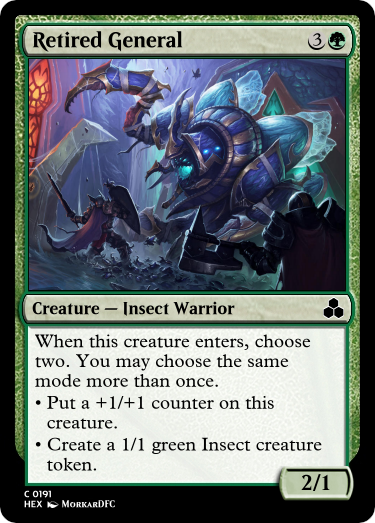 Retired General 3
Creature — Insect Warrior
When this creature enters, choose
two. You may choose the same
mode more than once.
• Put a +1/+1 counter on this
creature.
• Create a 1/1 green Insect creature
token.
2/1
C 0191
HEX MorkarDFC